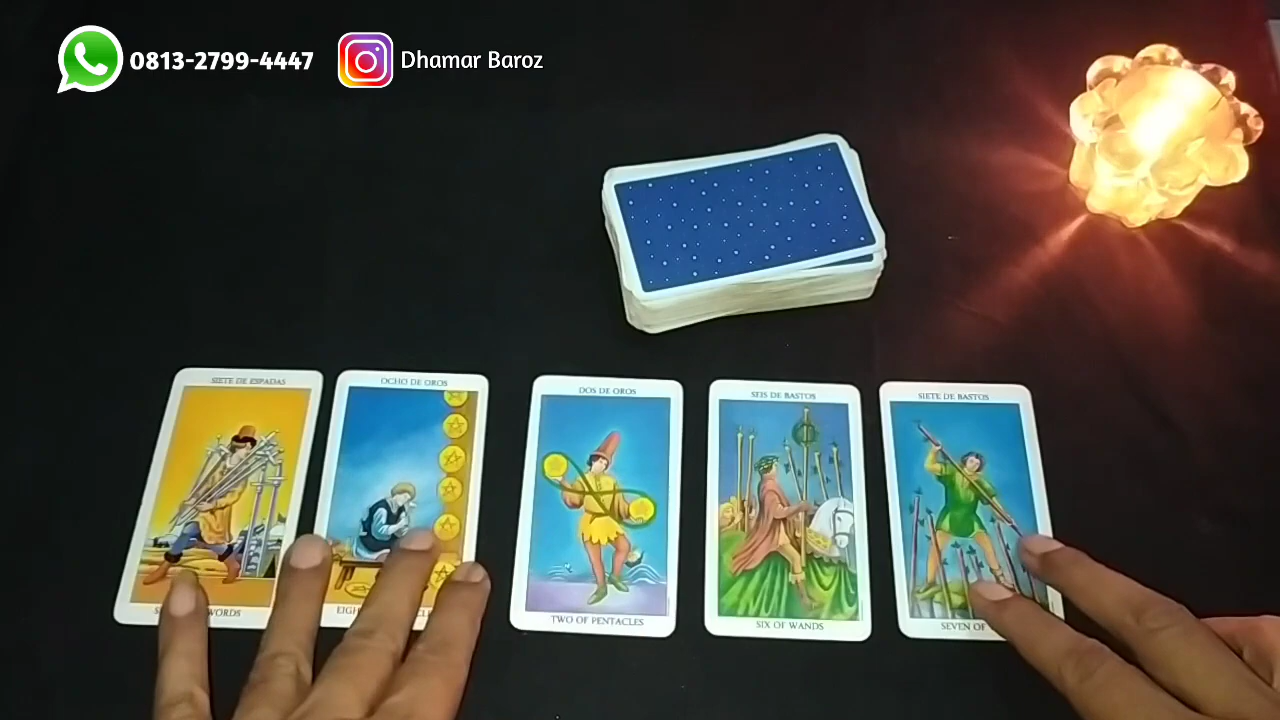 0813-2799-4447
Dhamar Baroz
SIETE DE ESPADAS
OCHO DE OROS
DOS DE OROS
SEIS DE BASTOS
SIETE DE BASTOS
TWO OF PENTACLES
SIX OF WANDS
SEVEN OF